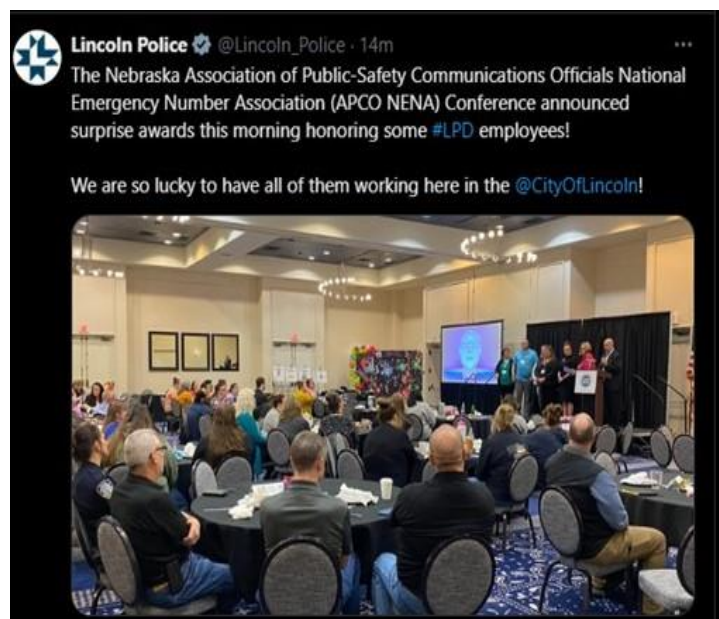 Lincoln Police @Lincoln_Police · 14m
The Nebraska Association of Public-Safety Communications Officials National
Emergency Number Association (APCO NENA) Conference announced
surprise awards this morning honoring some #LPD employees!
We are so lucky to have all of them working here in the @CityOfLincoln!